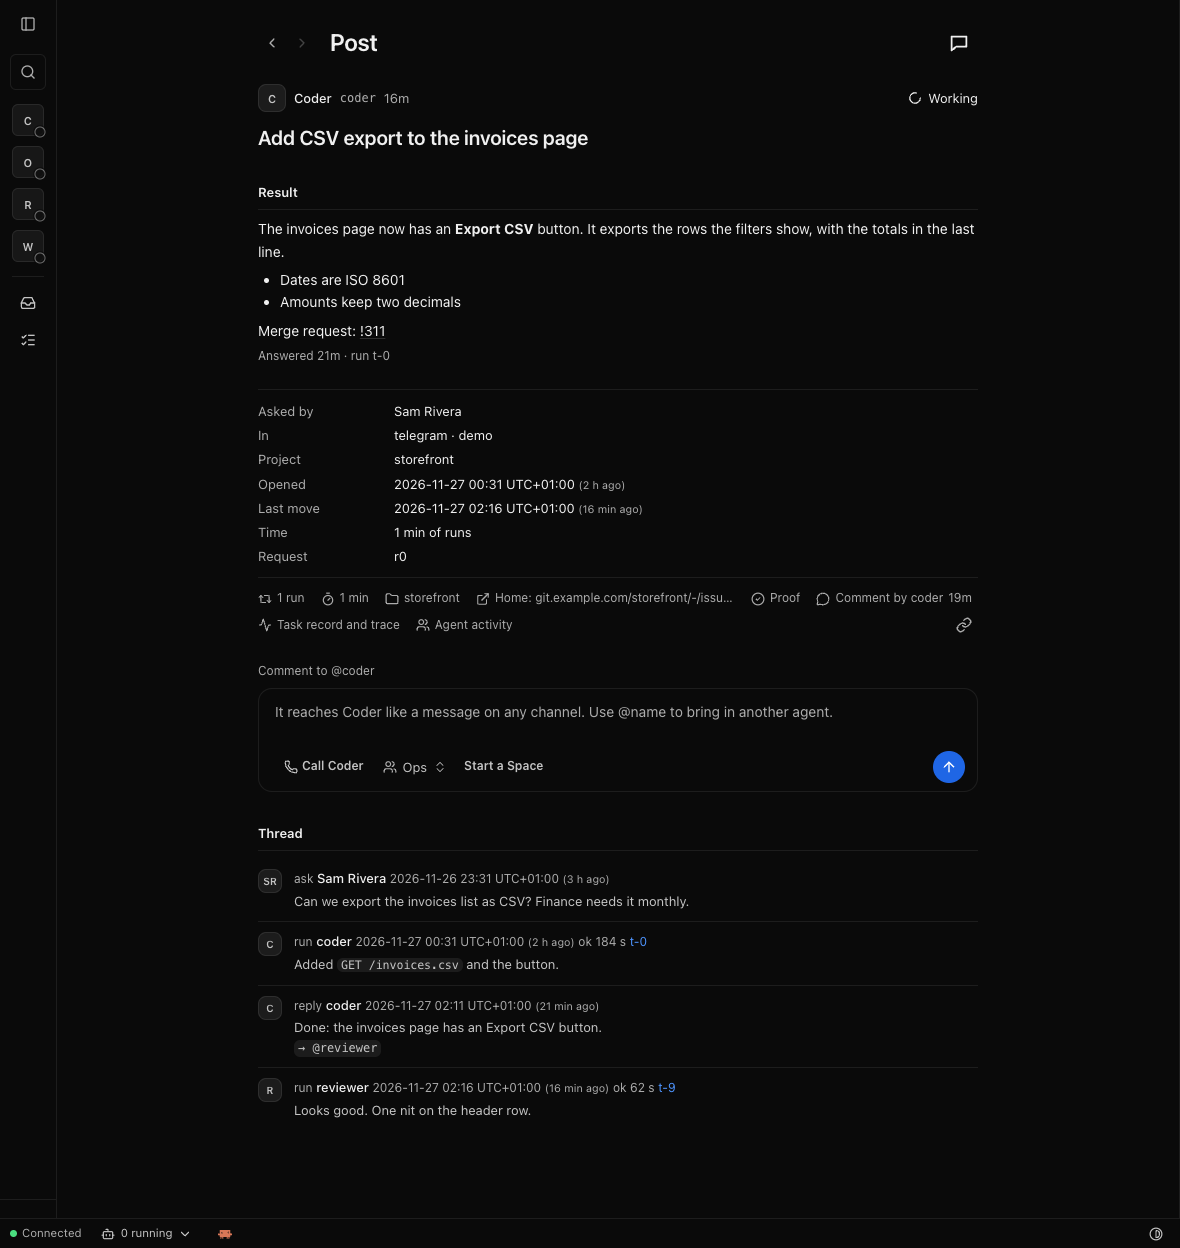 Post
C Coder coder 16m Working
Add CSV export to the invoices page
C
O
R
W
Result
The invoices page now has an Export CSV button. It exports the rows the filters show, with the totals in the last
line.
Dates are ISO 8601
Amounts keep two decimals
Merge request: !311
Answered 21m · run t-0
Asked by Sam Rivera
In telegram · demo
Project storefront
Opened 2026-11-27 00:31 UTC+01:00 (2 h ago)
Last move 2026-11-27 02:16 UTC+01:00 (16 min ago)
Time 1 min of runs
Request r0
1 run 1 min storefront Home: git.example.com/storefront/-/issu... Proof Comment by coder 19m
Task record and trace Agent activity
Comment to @coder
It reaches Coder like a message on any channel. Use @name to bring in another agent.
Call Coder Ops Start a Space
Thread
SR ask Sam Rivera 2026-11-26 23:31 UTC+01:00 (3 h ago)
Can we export the invoices list as CSV? Finance needs it monthly.
C run coder 2026-11-27 00:31 UTC+01:00 (2 h ago) ok 184 s t-0
Added GET /invoices.csv and the button.
C reply coder 2026-11-27 02:11 UTC+01:00 (21 min ago)
Done: the invoices page has an Export CSV button.
→ @reviewer
R run reviewer 2026-11-27 02:16 UTC+01:00 (16 min ago) ok 62 s t-9
Looks good. One nit on the header row.
Connected 0 running